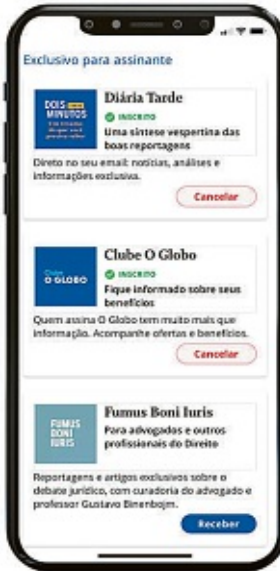 Exclusivo para assinante
DOIS
MINUTOS
Diária Tarde
INSCRITO
Uma síntese vespertina das
boas reportagens
Direto no seu email: notícias, análises e
informações exclusiva.
Cancelar
Clube
O GLOBO
Clube O Globo
INSCRITO
Fique informado sobre seus
benefícios
Quem assina O Globo tem muito mais que
informação. Acompanhe ofertas e benefícios.
Cancelar
FUMUS
BONI
IURIS
Fumus Boni Iuris
Para advogados e outros
profissionais do Direito
Reportagens e artigos exclusivos sobre o
debate jurídico, com curadoria do advogado e
professor Gustavo Binenbojm.
Receber